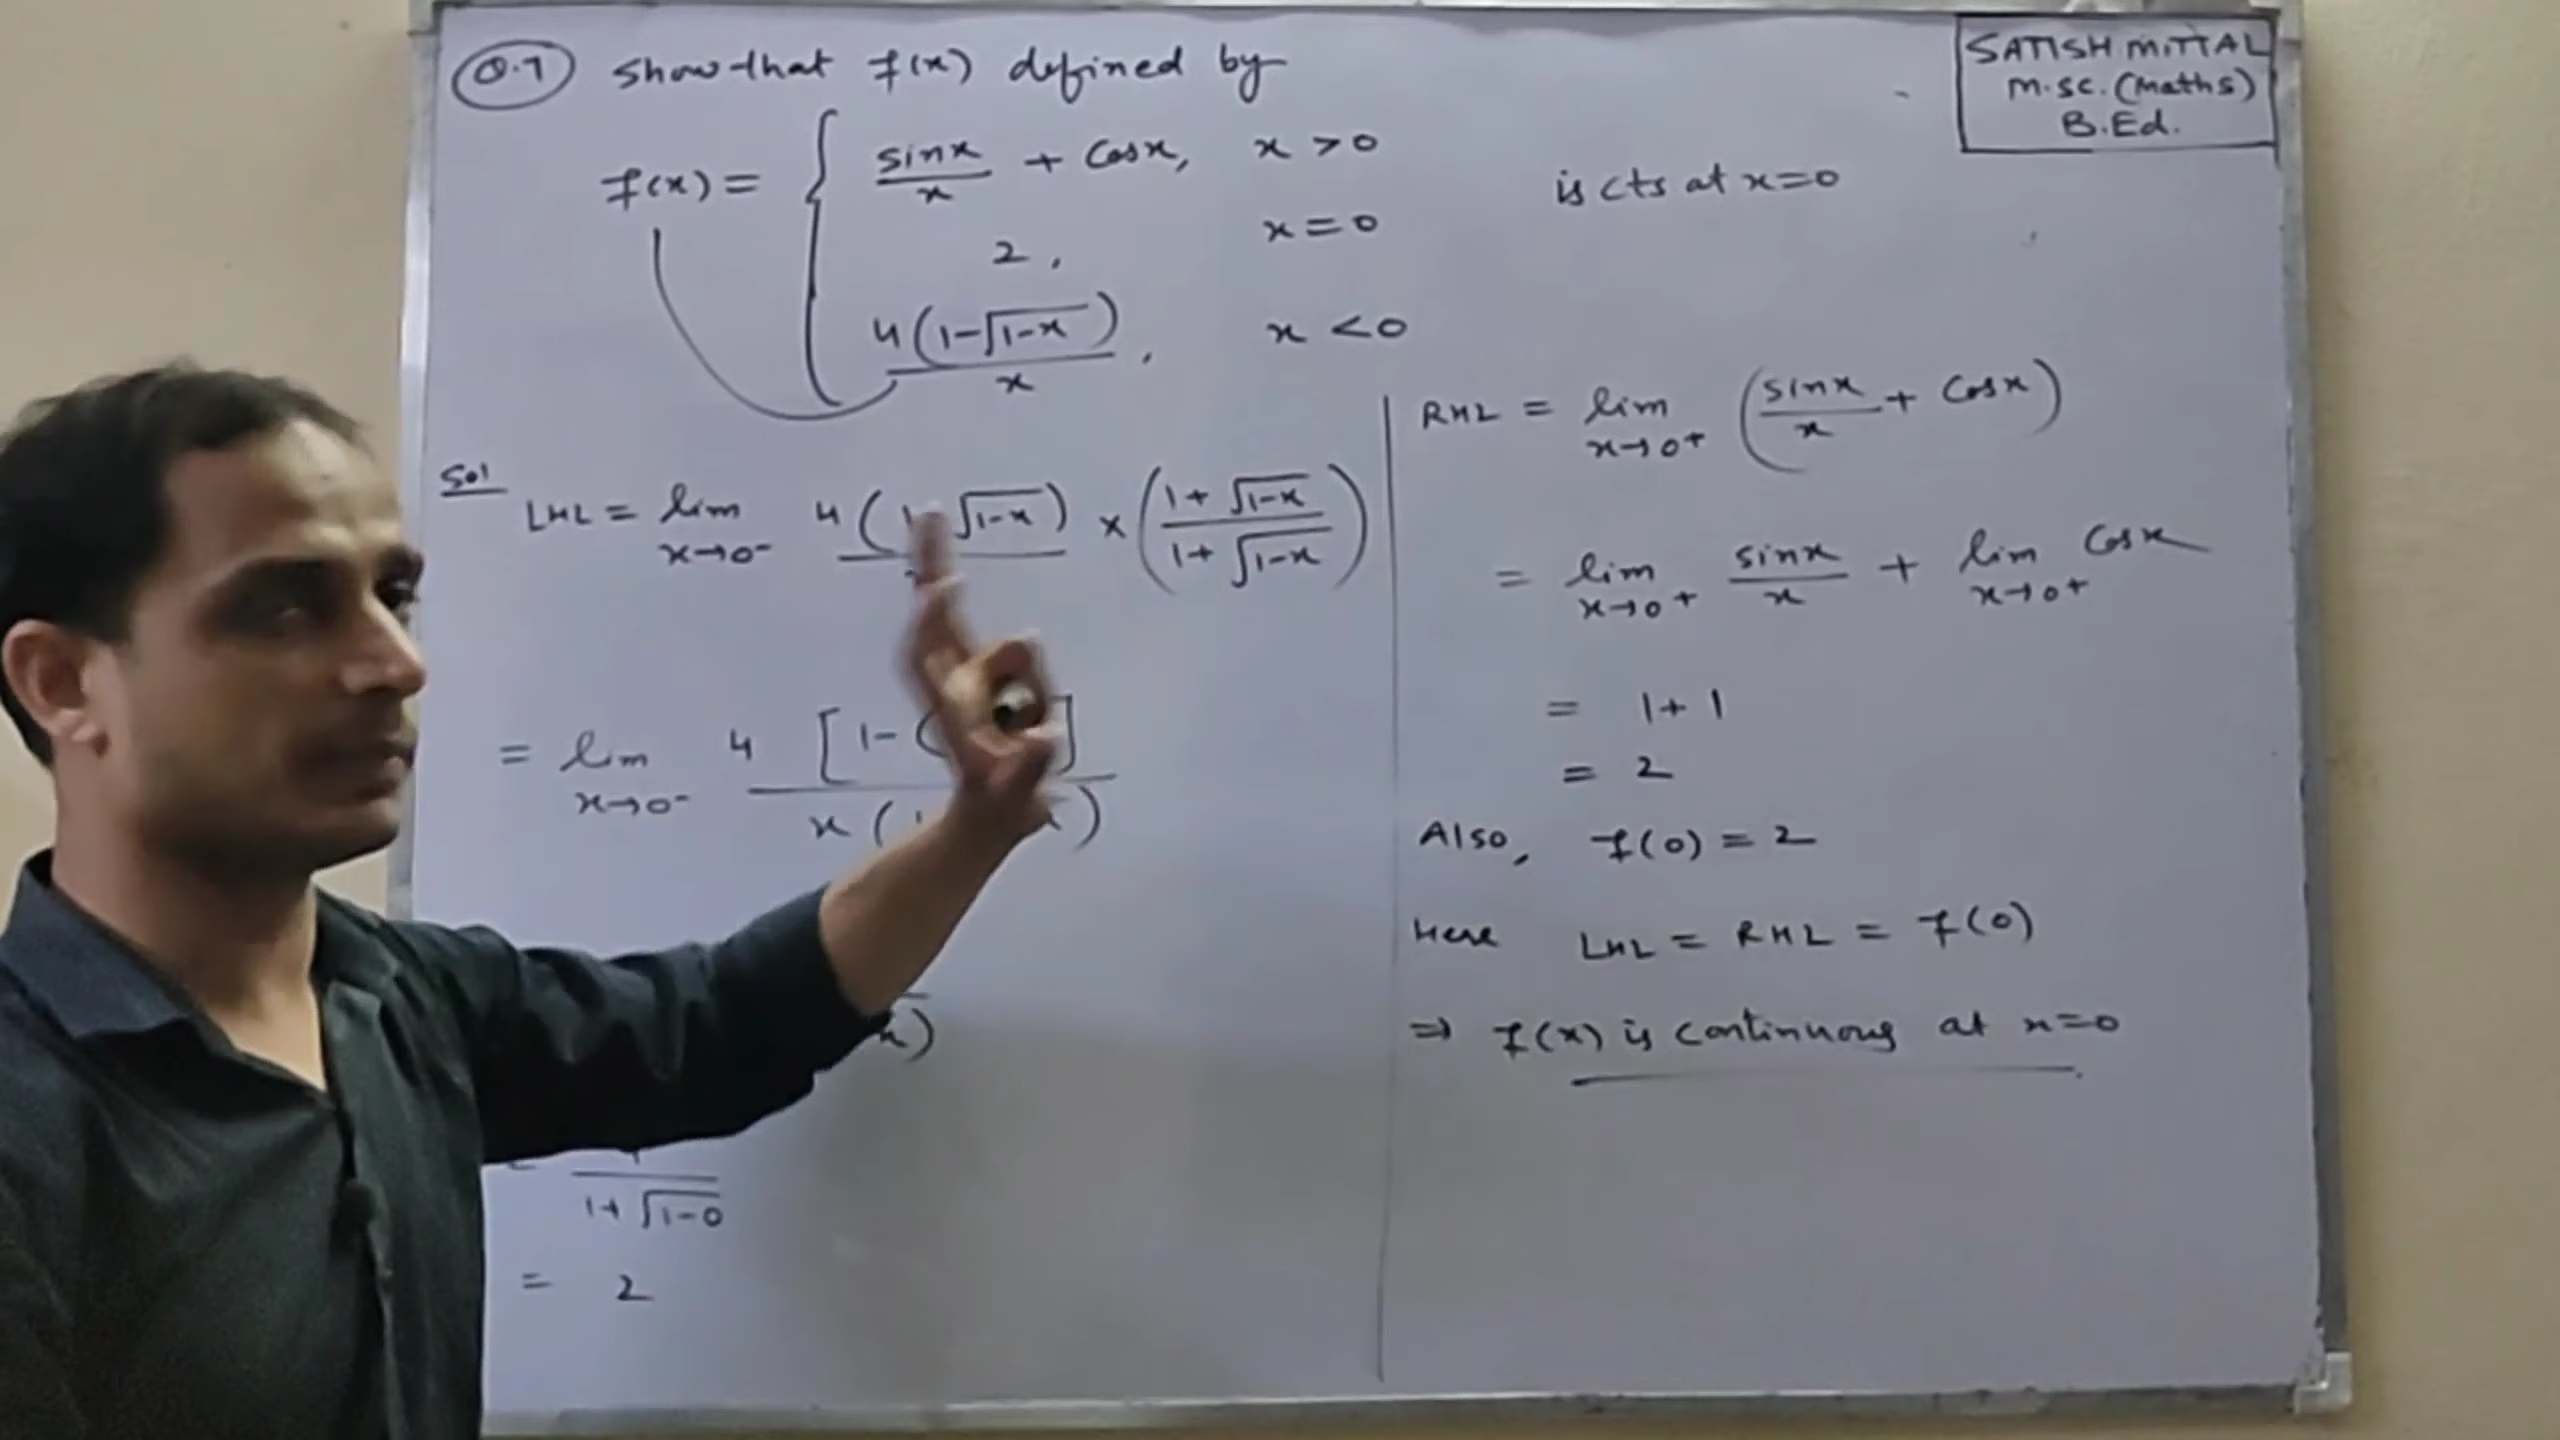 Q.7 Show that f(x) defined by
SATISH MITTAL
M.SC. (Maths)
B.Ed.
f(x) = { sinx/x + Cosx, x > 0
2, x = 0
4(1-√1-x)/x, x < 0
is cts at x=0
Sol
LHL = lim x→0- 4(1-√1-x) × (1+√1-x / 1+√1-x)
= lim x→0- 4 [1-( ] / x(
x)
1+√1-0
= 2
RHL = lim x→0+ (sinx/x + Cosx)
= lim x→0+ sinx/x + lim x→0+ Cosx
= 1+1
= 2
Also, f(0) = 2
Here LHL = RHL = f(0)
⇒ f(x) is continuous at x=0